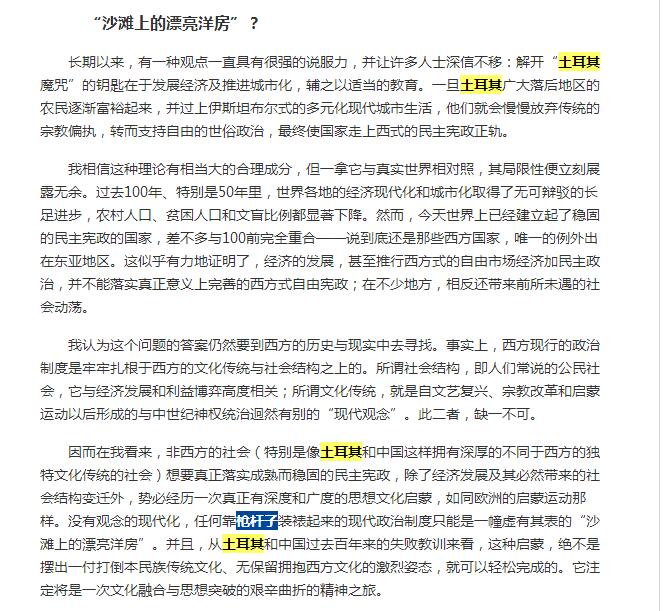 “沙滩上的漂亮洋房”？
长期以来，有一种观点一直具有很强的说服力，并让许多人士深信不移：解开“土耳其
魔咒”的钥匙在于发展经济及推进城市化，辅之以适当的教育。一旦土耳其广大落后地区的
农民逐渐富裕起来，并过上伊斯坦布尔式的多元化现代城市生活，他们就会慢慢放弃传统的
宗教偏执，转而支持自由的世俗政治，最终使国家走上西式的民主宪政正轨。
我相信这种理论有相当大的合理成分，但一拿它与真实世界相对照，其局限性便立刻展
露无余。过去100年、特别是50年里，世界各地的经济现代化和城市化取得了无可辩驳的长
足进步，农村人口、贫困人口和文盲比例都显著下降。然而，今天世界上已经建立起了稳固
的民主宪政的国家，差不多与100前完全重合——说到底还是那些西方国家，唯一的例外出
在东亚地区。这似乎有力地证明了，经济的发展，甚至推行西方式的自由市场经济加民主政
治，并不能落实真正意义上完善的西方式自由宪政；在不少地方，相反还带来前所未遇的社
会动荡。
我认为这个问题的答案仍然要到西方的历史与现实中去寻找。事实上，西方现行的政治
制度是牢牢扎根于西方的文化传统与社会结构之上的。所谓社会结构，即人们常说的公民社
会，它与经济发展和利益博弈高度相关；所谓文化传统，就是自文艺复兴、宗教改革和启蒙
运动以后形成的与中世纪神权统治迥然有别的“现代观念”。此二者，缺一不可。
因而在我看来，非西方的社会（特别是像土耳其和中国这样拥有深厚的不同于西方的独
特文化传统的社会）想要真正落实成熟而稳固的民主宪政，除了经济发展及其必然带来的社
会结构变迁外，势必经历一次真正有深度和广度的思想文化启蒙，如同欧洲的启蒙运动那
样。没有观念的现代化，任何靠枪杆子装裱起来的现代政治制度只能是一幢虚有其表的“沙
滩上的漂亮洋房”。并且，从土耳其和中国过去百年来的失败教训来看，这种启蒙，绝不是
摆出一付打倒本民族传统文化、无保留拥抱西方文化的激烈姿态，就可以轻松完成的。它注
定将是一次文化融合与思想突破的艰辛曲折的精神之旅。